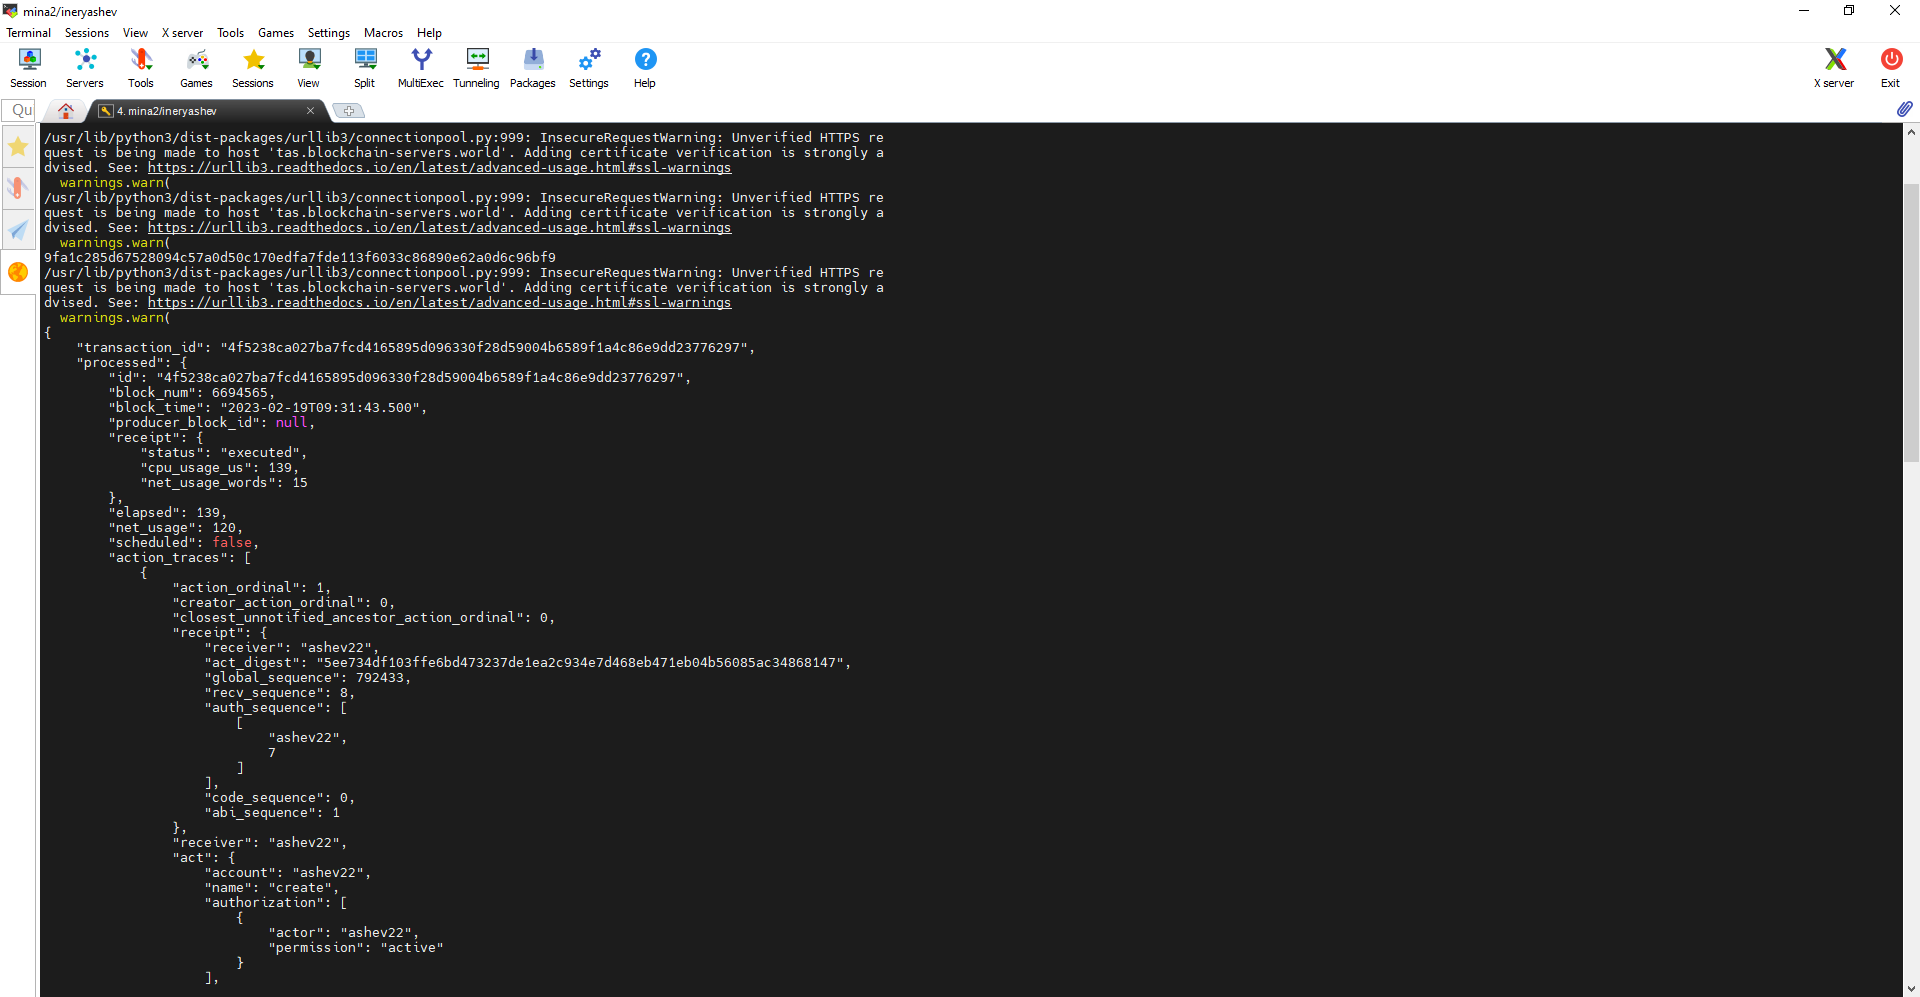 mina2/ineryashev
Terminal Sessions View X server Tools Games Settings Macros Help
Session Servers Tools Games Sessions View Split MultiExec Tunneling Packages Settings Help X server Exit
Qu 4. mina2/ineryashev
/usr/lib/python3/dist-packages/urllib3/connectionpool.py:999: InsecureRequestWarning: Unverified HTTPS re
quest is being made to host 'tas.blockchain-servers.world'. Adding certificate verification is strongly a
dvised. See: https://urllib3.readthedocs.io/en/latest/advanced-usage.html#ssl-warnings
  warnings.warn(
/usr/lib/python3/dist-packages/urllib3/connectionpool.py:999: InsecureRequestWarning: Unverified HTTPS re
quest is being made to host 'tas.blockchain-servers.world'. Adding certificate verification is strongly a
dvised. See: https://urllib3.readthedocs.io/en/latest/advanced-usage.html#ssl-warnings
  warnings.warn(
9fa1c285d67528094c57a0d50c170edfa7fde113f6033c86890e62a0d6c96bf9
/usr/lib/python3/dist-packages/urllib3/connectionpool.py:999: InsecureRequestWarning: Unverified HTTPS re
quest is being made to host 'tas.blockchain-servers.world'. Adding certificate verification is strongly a
dvised. See: https://urllib3.readthedocs.io/en/latest/advanced-usage.html#ssl-warnings
  warnings.warn(
{
    "transaction_id": "4f5238ca027ba7fcd4165895d096330f28d59004b6589f1a4c86e9dd23776297",
    "processed": {
        "id": "4f5238ca027ba7fcd4165895d096330f28d59004b6589f1a4c86e9dd23776297",
        "block_num": 6694565,
        "block_time": "2023-02-19T09:31:43.500",
        "producer_block_id": null,
        "receipt": {
            "status": "executed",
            "cpu_usage_us": 139,
            "net_usage_words": 15
        },
        "elapsed": 139,
        "net_usage": 120,
        "scheduled": false,
        "action_traces": [
            {
                "action_ordinal": 1,
                "creator_action_ordinal": 0,
                "closest_unnotified_ancestor_action_ordinal": 0,
                "receipt": {
                    "receiver": "ashev22",
                    "act_digest": "5ee734df103ffe6bd473237de1ea2c934e7d468eb471eb04b56085ac34868147",
                    "global_sequence": 792433,
                    "recv_sequence": 8,
                    "auth_sequence": [
                        [
                            "ashev22",
                            7
                        ]
                    ],
                    "code_sequence": 0,
                    "abi_sequence": 1
                },
                "receiver": "ashev22",
                "act": {
                    "account": "ashev22",
                    "name": "create",
                    "authorization": [
                        {
                            "actor": "ashev22",
                            "permission": "active"
                        }
                    ],